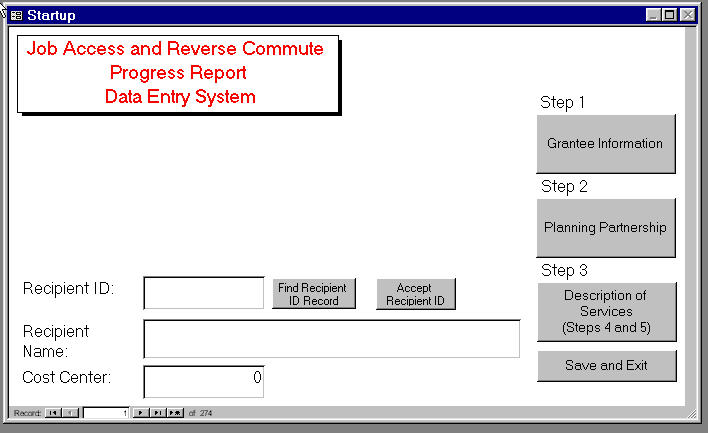 Startup
Job Access and Reverse Commute
Progress Report
Data Entry System
Step 1
Grantee Information
Step 2
Planning Partnership
Step 3
Description of
Services
(Steps 4 and 5)
Save and Exit
Recipient ID:
Find Recipient
ID Record
Accept
Recipient ID
Recipient
Name:
Cost Center:
0
Record: 1 of 274